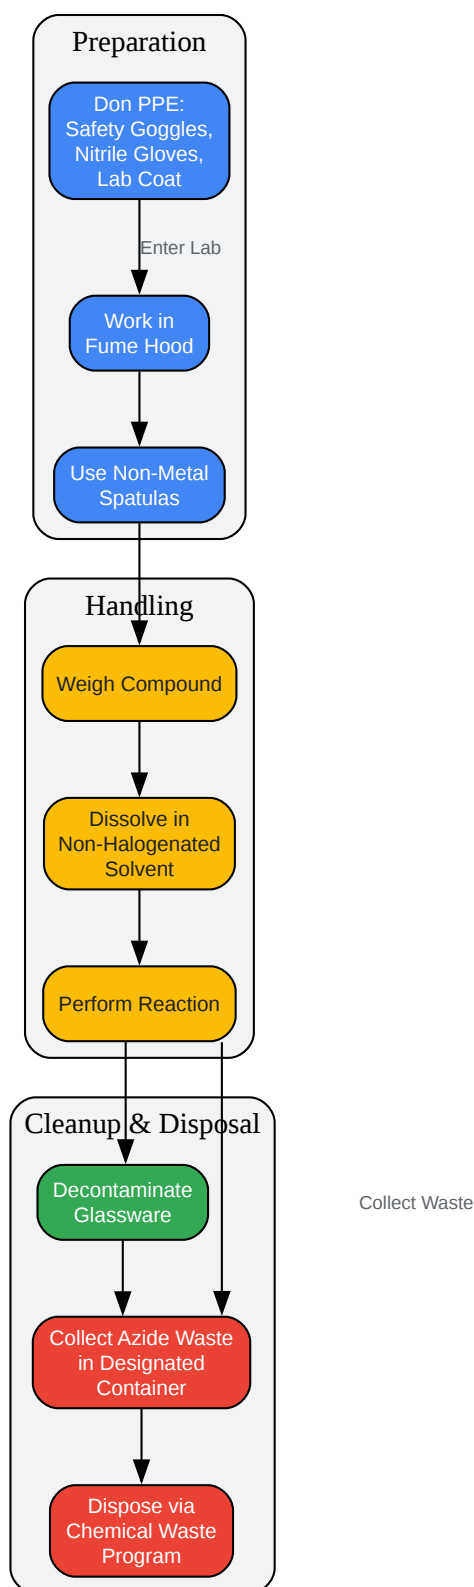 Preparation
Don PPE:
Safety Goggles,
Nitrile Gloves,
Lab Coat
Enter Lab
Work in
Fume Hood
Use Non-Metal
Spatulas
Handling
Weigh Compound
Dissolve in
Non-Halogenated
Solvent
Perform Reaction
Cleanup & Disposal
Decontaminate
Glassware
Collect Waste
Collect Azide Waste
in Designated
Container
Dispose via
Chemical Waste
Program